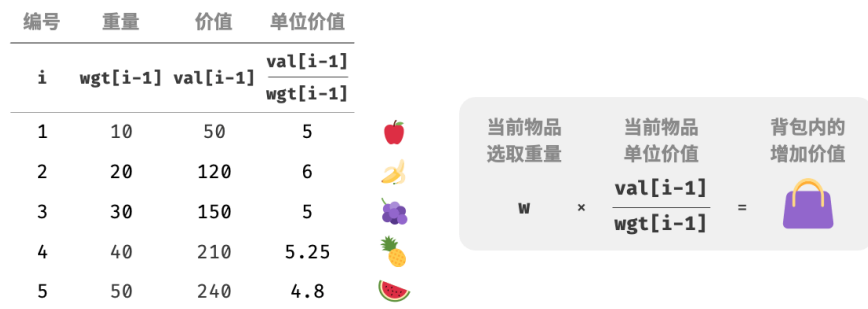 编号 重量 价值 单位价值
i wgt[i-1] val[i-1] val[i-1]
wgt[i-1]
1 10 50 5
2 20 120 6
3 30 150 5
4 40 210 5.25
5 50 240 4.8
当前物品 当前物品 背包内的
选取重量 单位价值 增加价值
w × val[i-1] =
wgt[i-1]